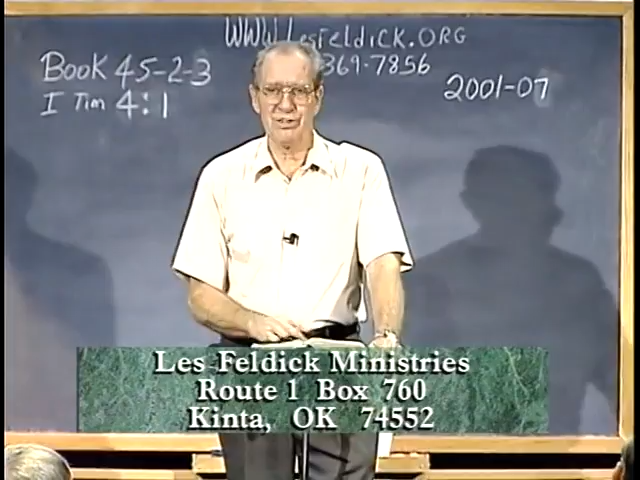 WWW.LesFeldick.ORG
Book 45-2-3
369-7856
2001-07
I Tim 4:1
Les Feldick Ministries
Route 1 Box 760
Kinta, OK 74552